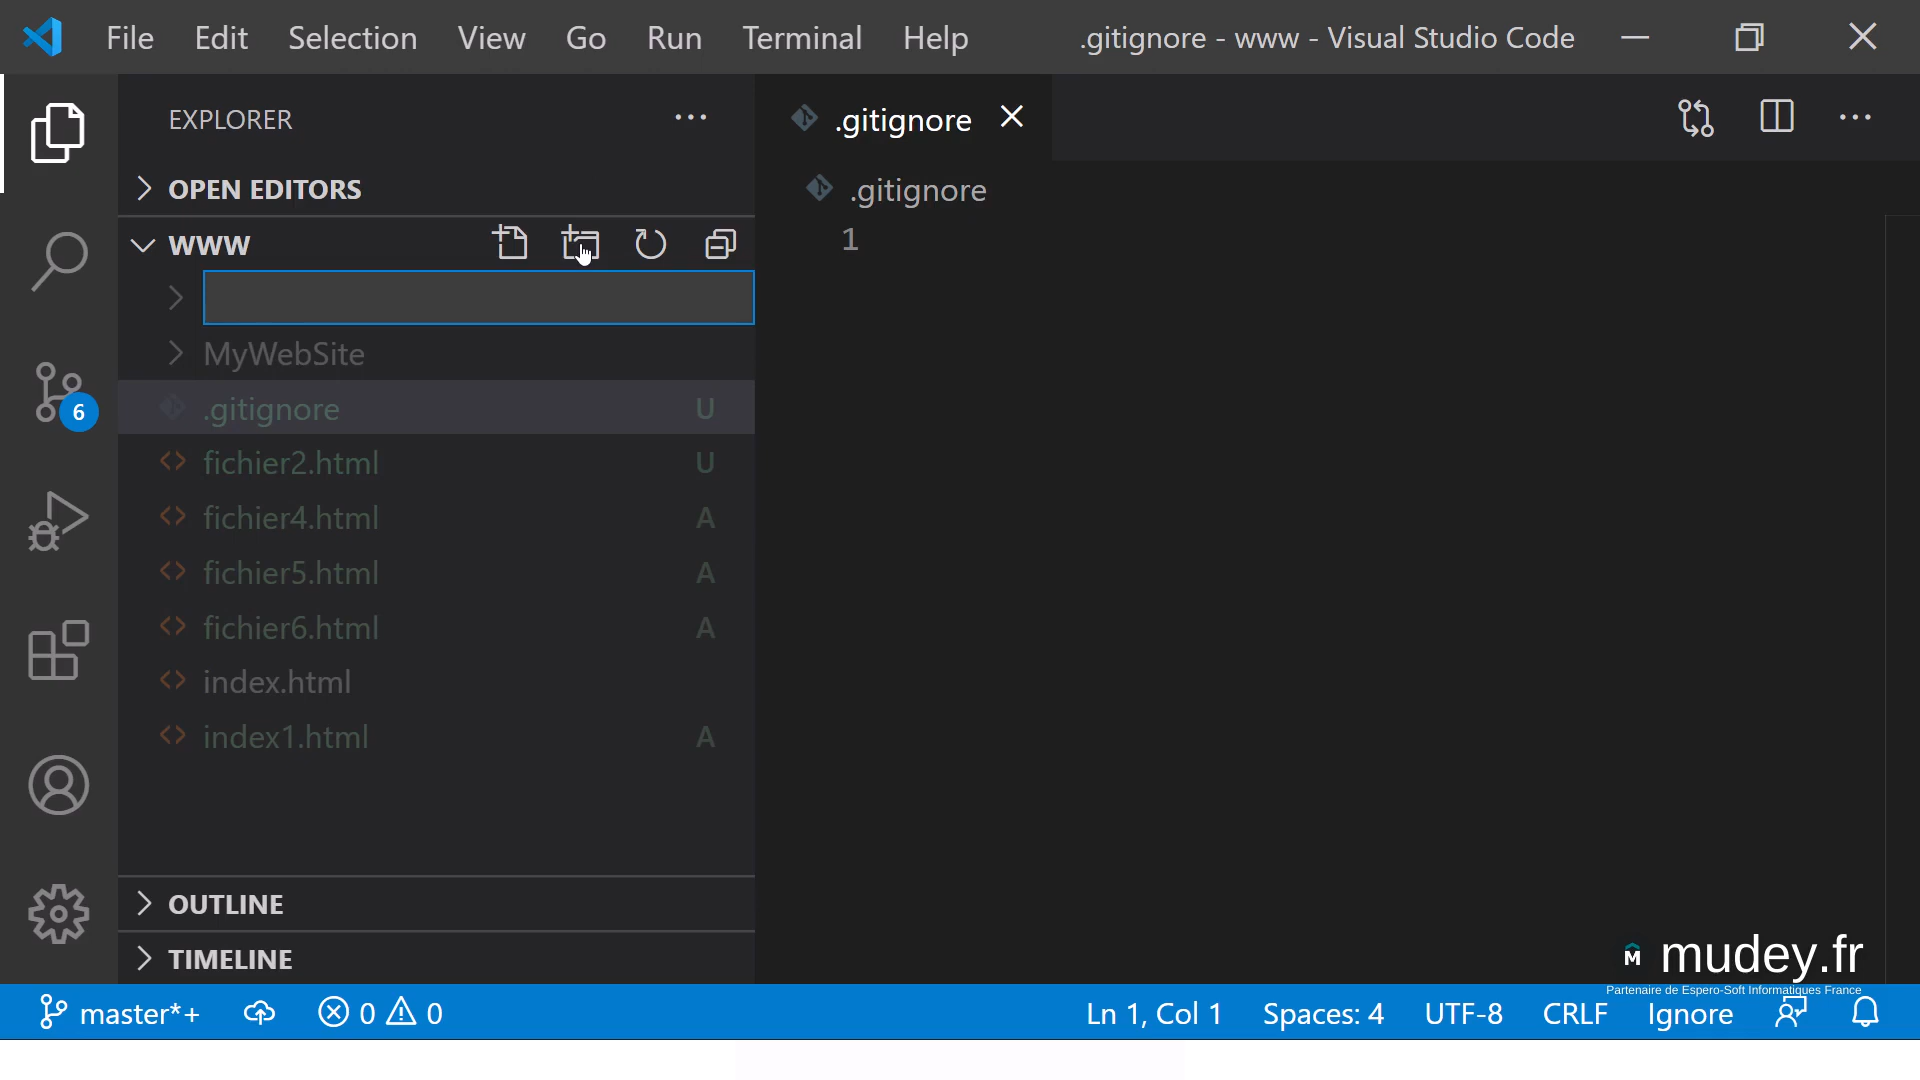 File Edit Selection View Go Run Terminal Help .gitignore - www - Visual Studio Code
EXPLORER
OPEN EDITORS
WWW
MyWebSite
.gitignore U
fichier2.html U
fichier4.html A
fichier5.html A
fichier6.html A
index.html
index1.html A
OUTLINE
TIMELINE
6
.gitignore
.gitignore
1
M mudey.fr
Partenaire de Espero-Soft Informatiques France
master*+ 0 0 Ln 1, Col 1 Spaces: 4 UTF-8 CRLF Ignore